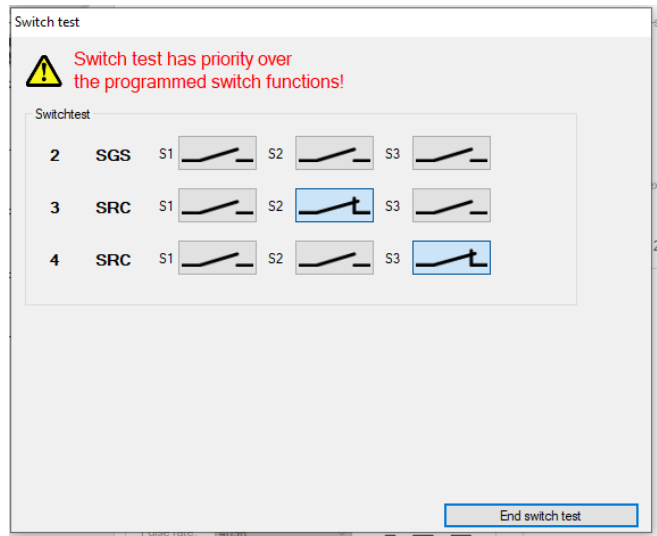 Switch test
Switch test has priority over
the programmed switch functions!
Switchtest
2 SGS S1 S2 S3
3 SRC S1 S2 S3
4 SRC S1 S2 S3
End switch test